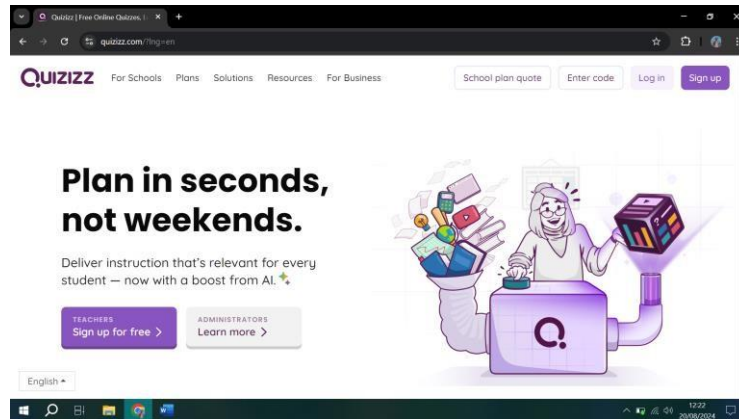 Quizizz | Free Online Quizzes, L
quizizz.com/?lng=en
QUIZIZZ
For Schools Plans Solutions Resources For Business
School plan quote Enter code Log in Sign up
Plan in seconds,
not weekends.
Deliver instruction that's relevant for every
student — now with a boost from AI.
TEACHERS
Sign up for free >
ADMINISTRATORS
Learn more >
Q
English
12:22
20/08/2024